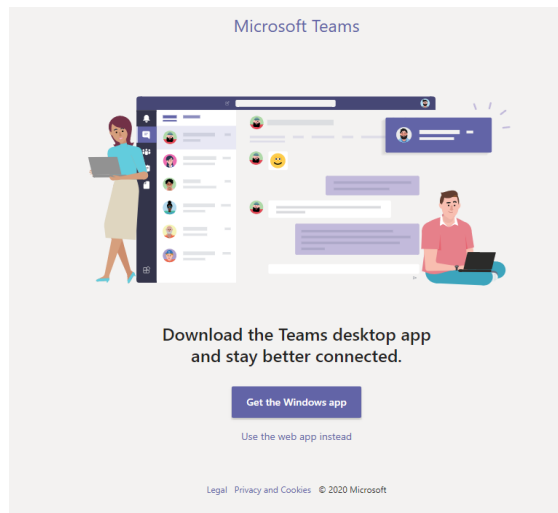 Microsoft Teams
Download the Teams desktop app
and stay better connected.
Get the Windows app
Use the web app instead
Legal Privacy and Cookies © 2020 Microsoft